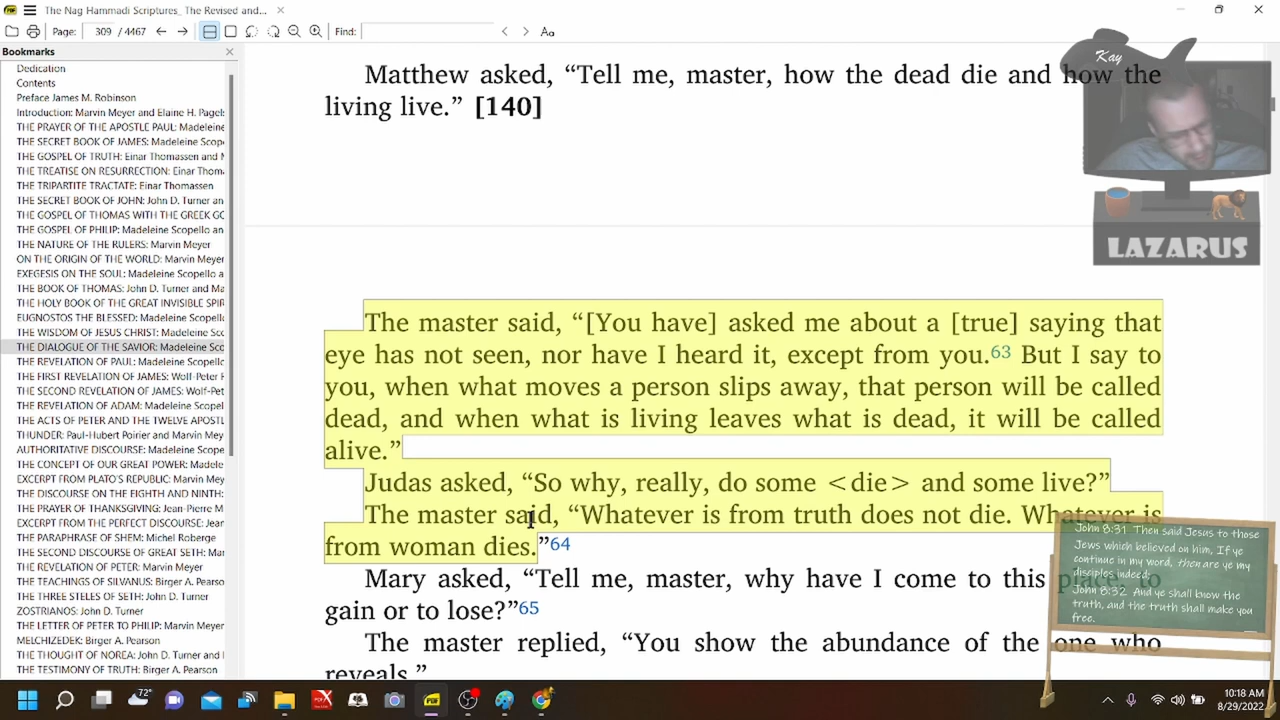 The Nag Hammadi Scriptures_ The Revised and...
Page: 309 / 4467 Find:
Bookmarks
Dedication
Contents
Preface James M. Robinson
Introduction: Marvin Meyer and Elaine H. Pagels
THE PRAYER OF THE APOSTLE PAUL: Madeleine
THE SECRET BOOK OF JAMES: Madeleine Scop
THE GOSPEL OF TRUTH: Einar Thomassen and M
THE TREATISE ON RESURRECTION: Einar Thom
THE TRIPARTITE TRACTATE: Einar Thomassen
THE SECRET BOOK OF JOHN: John D. Turner and
THE GOSPEL OF THOMAS WITH THE GREEK GO
THE GOSPEL OF PHILIP: Madeleine Scopello and
THE NATURE OF THE RULERS: Marvin Meyer
ON THE ORIGIN OF THE WORLD: Marvin Meyer
EXEGESIS ON THE SOUL: Madeleine Scopello a
THE BOOK OF THOMAS: John D. Turner and Ma
THE HOLY BOOK OF THE GREAT INVISIBLE SPIR
EUGNOSTOS THE BLESSED: Madeleine Scopello
THE WISDOM OF JESUS CHRIST: Madeleine Sco
THE DIALOGUE OF THE SAVIOR: Madeleine Sco
THE REVELATION OF PAUL: Madeleine Scopello
THE FIRST REVELATION OF JAMES: Wolf-Peter F
THE SECOND REVELATION OF JAMES: Wolf-Pet
THE REVELATION OF ADAM: Madeleine Scopel
THE ACTS OF PETER AND THE TWELVE APOSTL
THUNDER: Paul-Hubert Poirier and Marvin Mey
AUTHORITATIVE DISCOURSE: Madeleine Scope
THE CONCEPT OF OUR GREAT POWER: Madele
EXCERPT FROM PLATO'S REPUBLIC: Marvin Mey
THE DISCOURSE ON THE EIGHTH AND NINTH:
THE PRAYER OF THANKSGIVING: Jean-Pierre M
EXCERPT FROM THE PERFECT DISCOURSE: Jean
THE PARAPHRASE OF SHEM: Michel Roberge
THE SECOND DISCOURSE OF GREAT SETH: Mar
THE REVELATION OF PETER: Marvin Meyer
THE TEACHINGS OF SILVANUS: Birger A. Pearso
THE THREE STELES OF SETH: John D. Turner
ZOSTRIANOS: John D. Turner
THE LETTER OF PETER TO PHILIP: Marvin Meyer
MELCHIZEDEK: Birger A. Pearson
THE THOUGHT OF NOREA: John D. Turner and
THE TESTIMONY OF TRUTH: Birger A. Pearson
Matthew asked, “Tell me, master, how the dead die and how the
living live.” [140]
The master said, “[You have] asked me about a [true] saying that
eye has not seen, nor have I heard it, except from you.63 But I say to
you, when what moves a person slips away, that person will be called
dead, and when what is living leaves what is dead, it will be called
alive.”
Judas asked, “So why, really, do some <die> and some live?”
The master said, “Whatever is from truth does not die. Whatever is
from woman dies.”64
Mary asked, “Tell me, master, why have I come to this place, to
gain or to lose?”65
The master replied, “You show the abundance of the one who
reveals.”
Kay
LAZARUS
John 8:31 Then said Jesus to those
Jews which believed on him, If ye
continue in my word, then are ye my
disciples indeed;
John 8:32 And ye shall know the
truth, and the truth shall make you
free.
72°
10:18 AM
8/29/2022